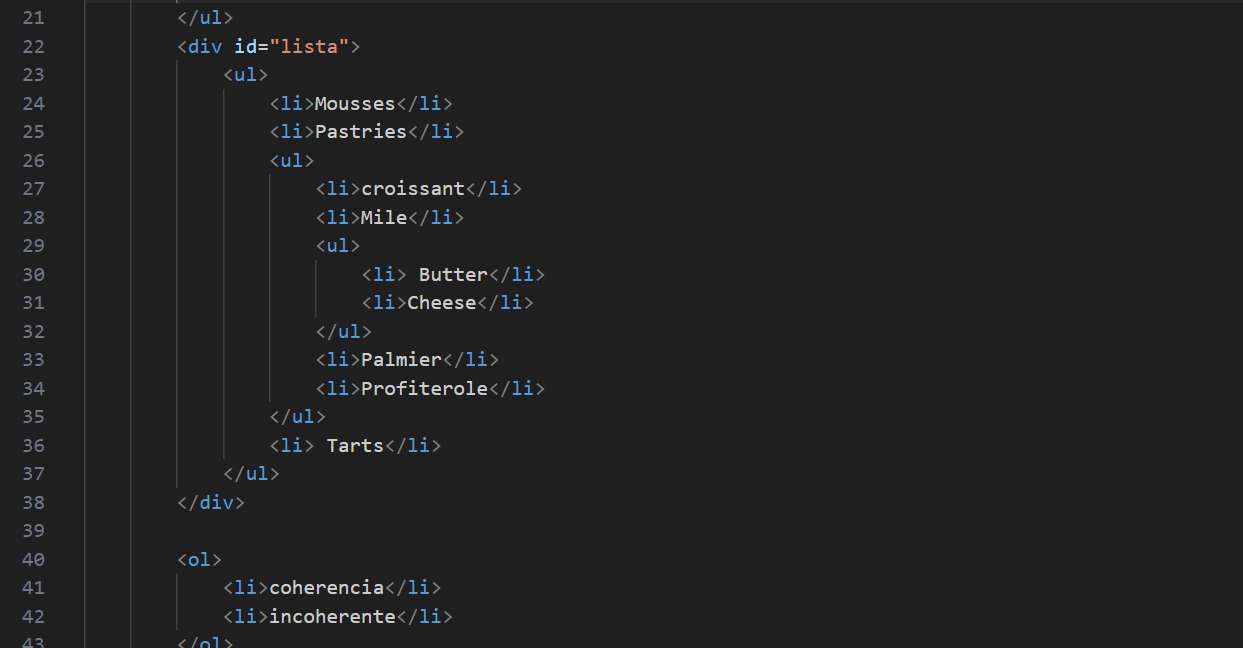 21 </ul>
22 <div id="lista">
23 <ul>
24 <li>Mousses</li>
25 <li>Pastries</li>
26 <ul>
27 <li>croissant</li>
28 <li>Mile</li>
29 <ul>
30 <li> Butter</li>
31 <li>Cheese</li>
32 </ul>
33 <li>Palmier</li>
34 <li>Profiterole</li>
35 </ul>
36 <li> Tarts</li>
37 </ul>
38 </div>
39
40 <ol>
41 <li>coherencia</li>
42 <li>incoherente</li>
43 </ol>